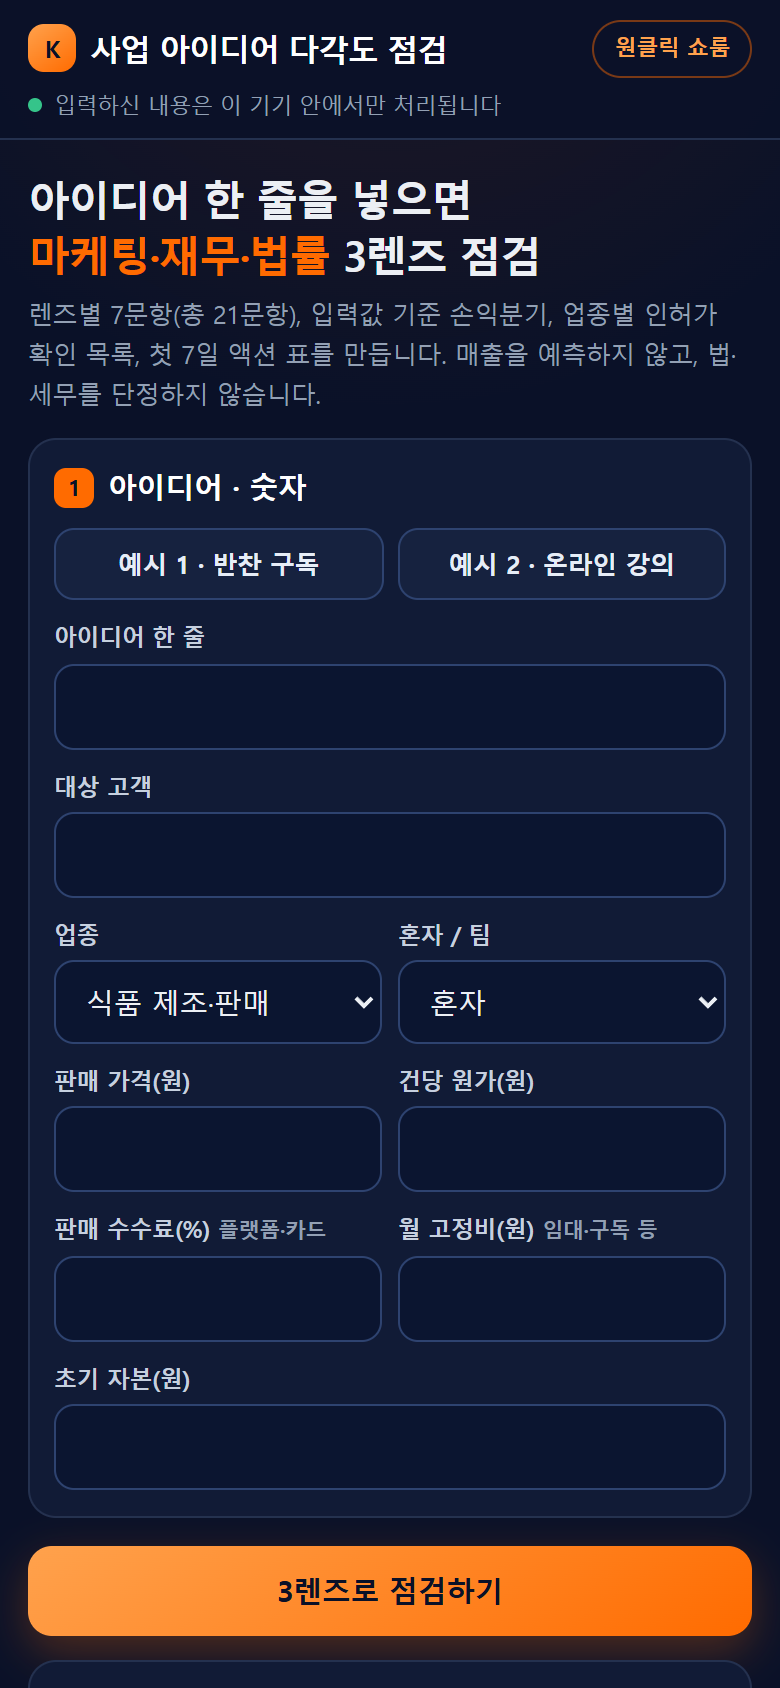 K 사업 아이디어 다각도 점검 원클릭 쇼룸
입력하신 내용은 이 기기 안에서만 처리됩니다
아이디어 한 줄을 넣으면
마케팅·재무·법률 3렌즈 점검
렌즈별 7문항(총 21문항), 입력값 기준 손익분기, 업종별 인허가
확인 목록, 첫 7일 액션 표를 만듭니다. 매출을 예측하지 않고, 법·
세무를 단정하지 않습니다.
1 아이디어 · 숫자
예시 1 · 반찬 구독 예시 2 · 온라인 강의
아이디어 한 줄
대상 고객
업종 혼자 / 팀
식품 제조·판매 혼자
판매 가격(원) 건당 원가(원)
판매 수수료(%) 플랫폼·카드 월 고정비(원) 임대·구독 등
초기 자본(원)
3렌즈로 점검하기